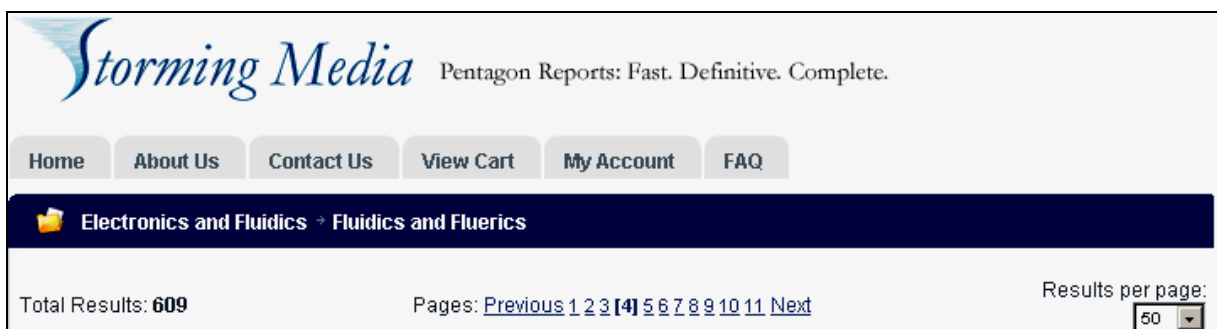 Storming Media Pentagon Reports: Fast. Definitive. Complete.
Home About Us Contact Us View Cart My Account FAQ
Electronics and Fluidics → Fluidics and Fluerics
Total Results: 609 Pages: Previous 1 2 3 [4] 5 6 7 8 9 10 11 Next Results per page:
50